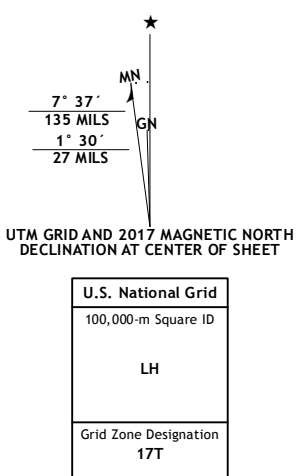 MN
GN
7° 37´
135 MILS
1° 30´
27 MILS
UTM GRID AND 2017 MAGNETIC NORTH
DECLINATION AT CENTER OF SHEET
U.S. National Grid
100,000-m Square ID
LH
Grid Zone Designation
17T